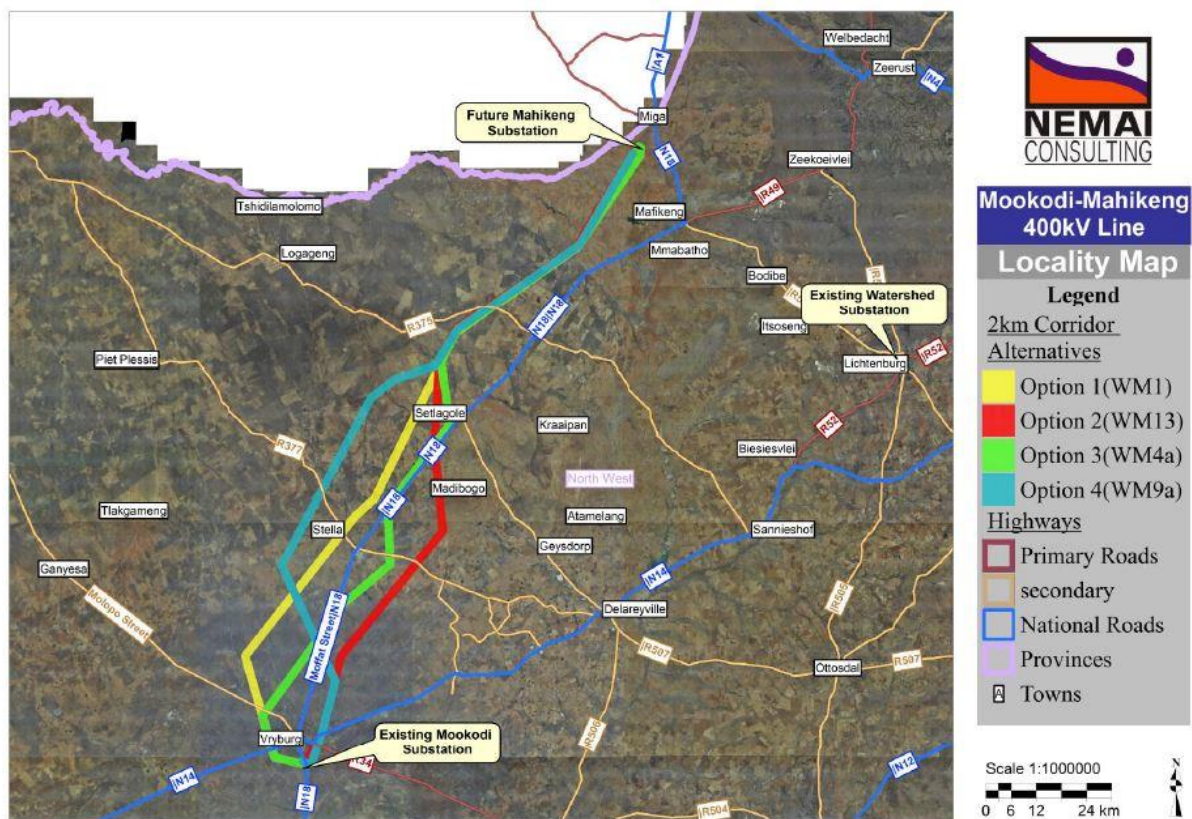 Welbedacht
Zeerust
|A1
|N4
Future Mahikeng
Substation
Miga
N18
Zeekoeivlei
|R49
Tshidilamolomo
Mafikeng
Logageng
Mmabatho
Bodibe
Existing Watershed
Substation
N18|N18
R375
Itsoseng
|R52
Piet Plessis
Lichtenburg
Setlagole
Kraaipan
R52
R377
|N18
Biesiesvlei
Madibogo
North West
|N18
Tlakgameng
Atamelang
Stella
Sannieshof
Geysdorp
Ganyesa
|N14
Molopo Street
Delareyville
|R505
Moffat Street|N18
|R507
Ottosdal
|R507
Vryburg
Existing Mookodi
Substation
|R506
R34
|N14
|N12
|N18
|R504
NEMAI
CONSULTING
Mookodi-Mahikeng
400kV Line
Locality Map
Legend
2km Corridor
Alternatives
Option 1(WM1)
Option 2(WM13)
Option 3(WM4a)
Option 4(WM9a)
Highways
Primary Roads
secondary
National Roads
Provinces
A Towns
Scale 1:1000000
N
0 6 12 24 km